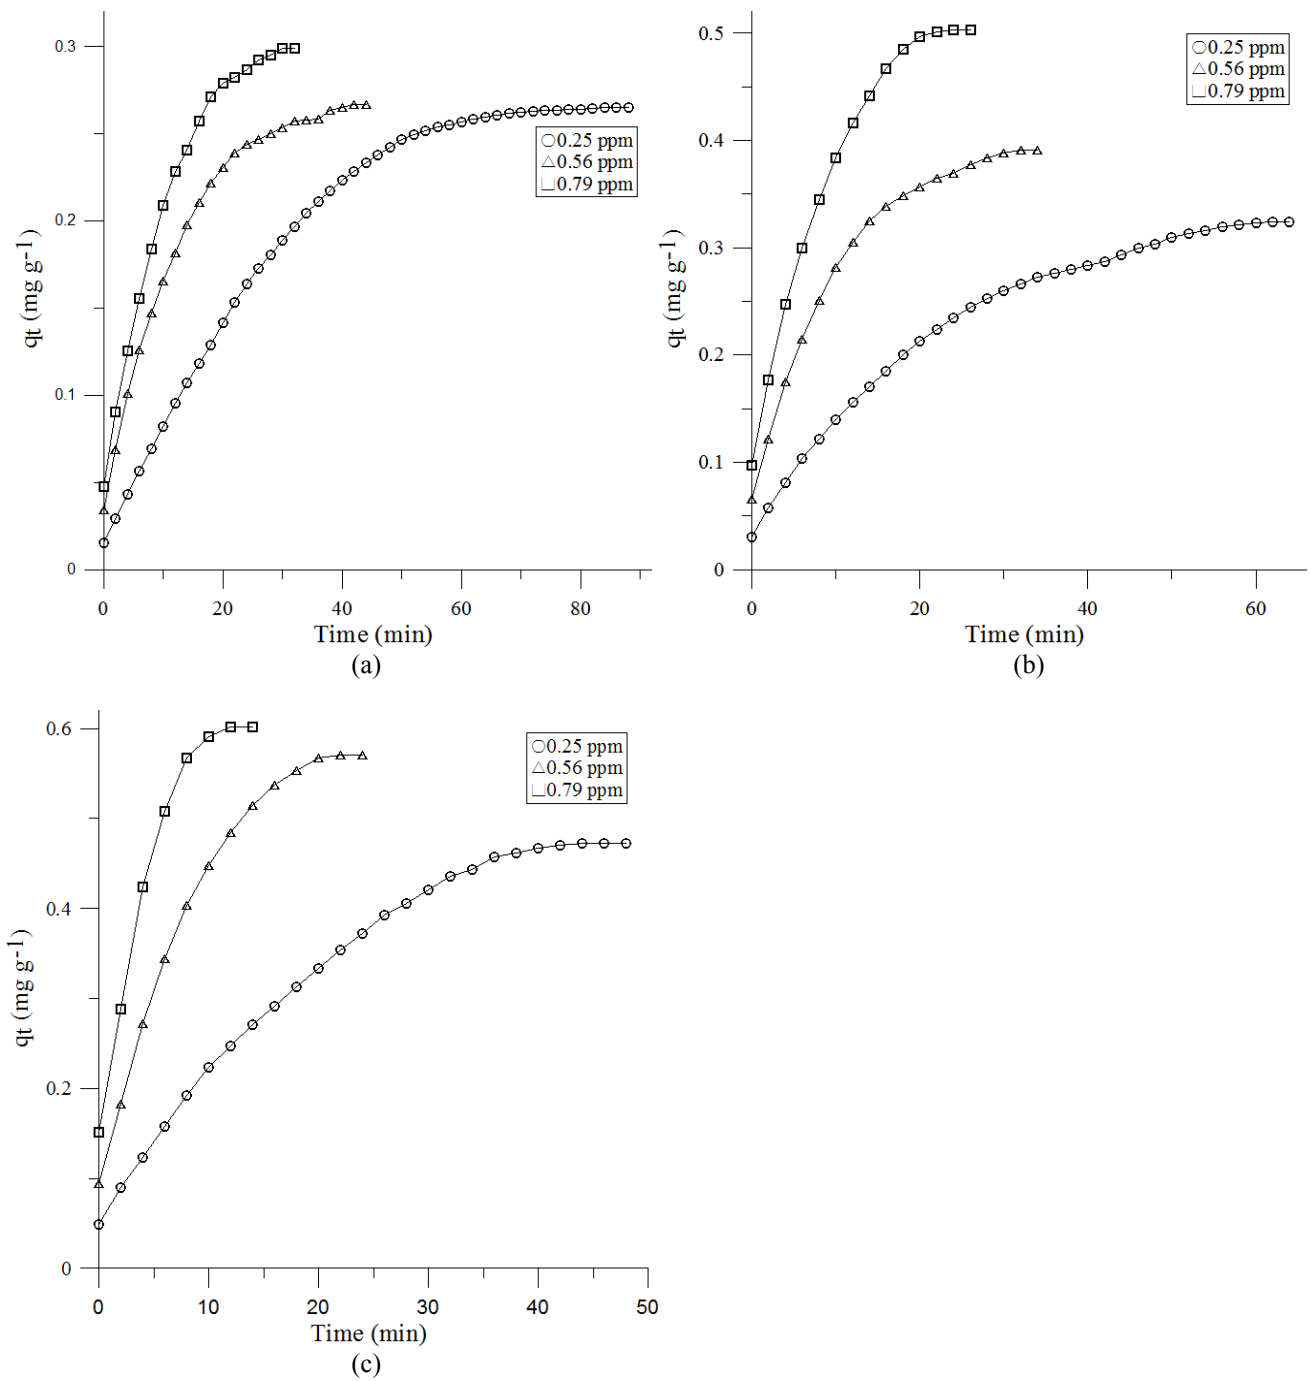 0.3
0.2
0.1
0
qt (mg g-1)
○0.25 ppm
△0.56 ppm
□0.79 ppm
0 20 40 60 80
Time (min)
(a)
0.5
0.4
0.3
0.2
0.1
0
qt (mg g-1)
○0.25 ppm
△0.56 ppm
□0.79 ppm
0 20 40 60
Time (min)
(b)
0.6
0.4
0.2
0
qt (mg g-1)
○0.25 ppm
△0.56 ppm
□0.79 ppm
0 10 20 30 40 50
Time (min)
(c)